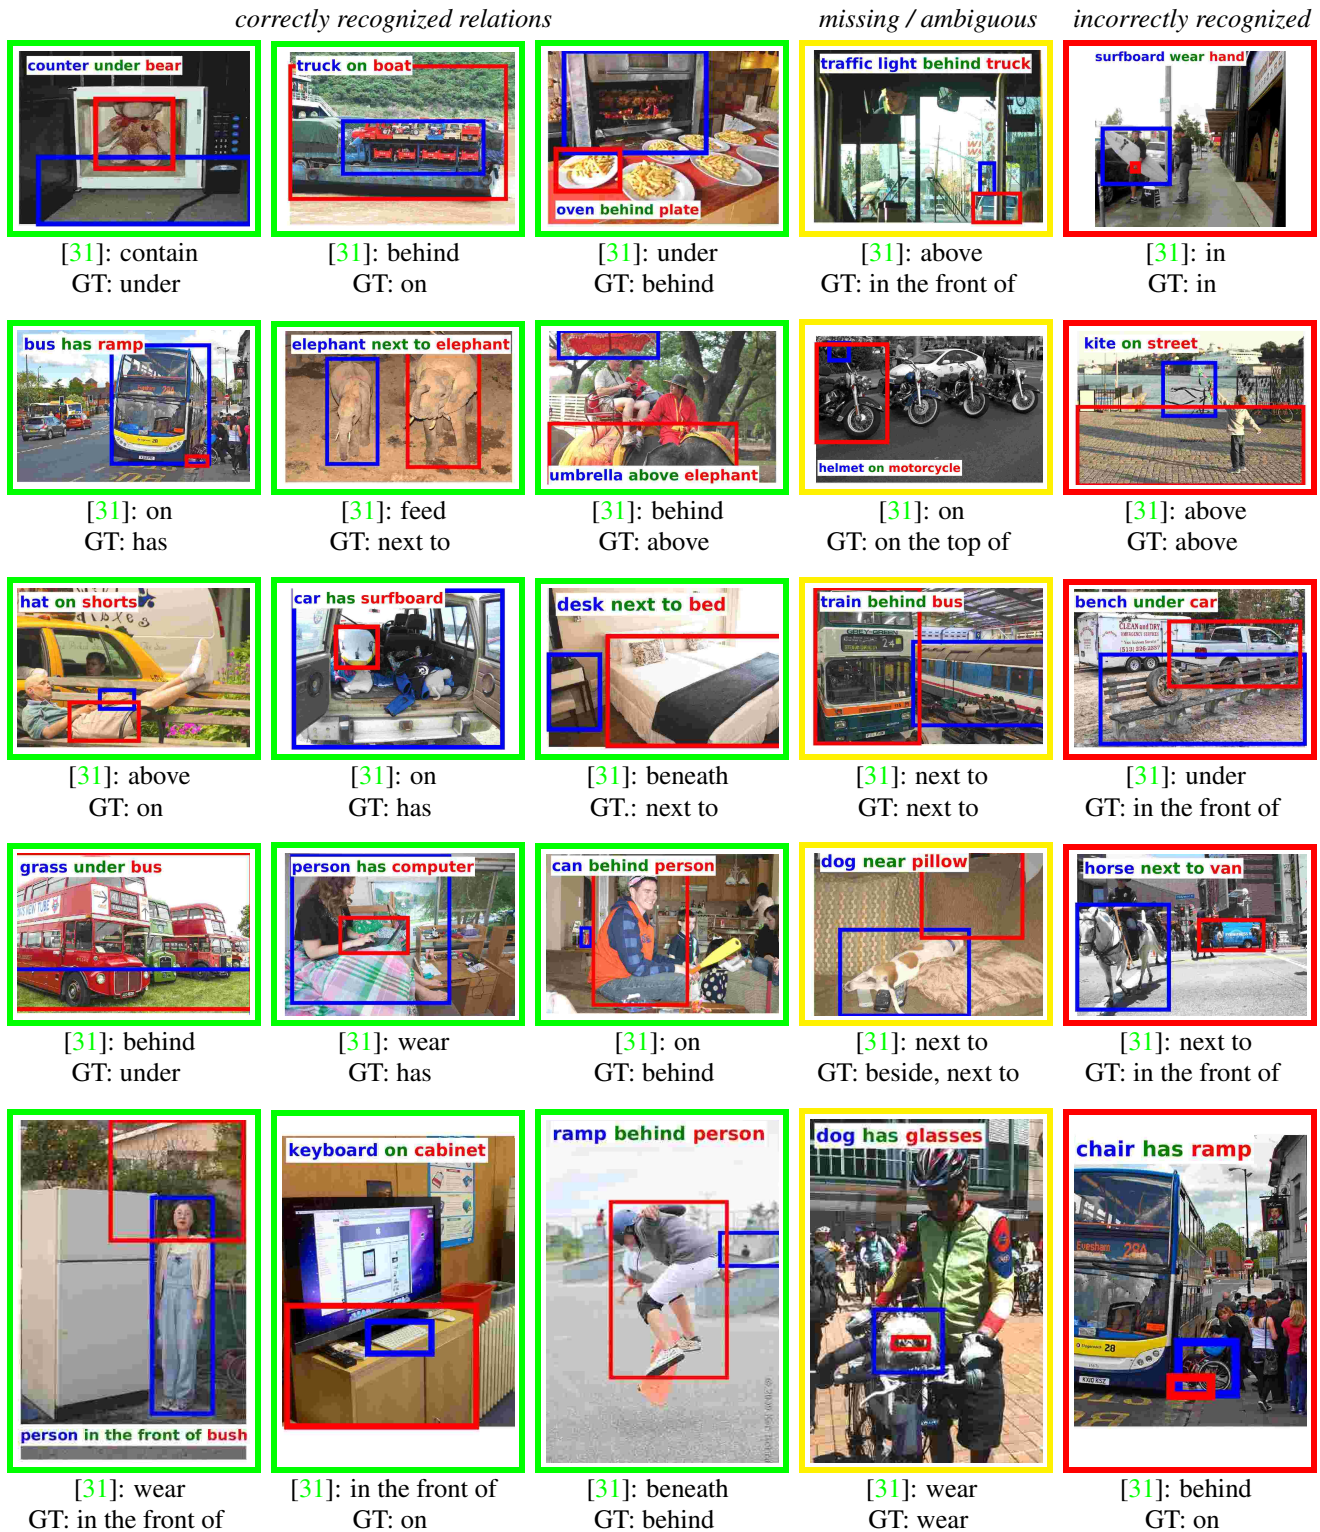 correctly recognized relations missing / ambiguous incorrectly recognized
counter under bear
truck on boat
oven behind plate
traffic light behind truck
surfboard wear hand
[31]: contain [31]: behind [31]: under [31]: above [31]: in
GT: under GT: on GT: behind GT: in the front of GT: in
bus has ramp
elephant next to elephant
umbrella above elephant
helmet on motorcycle
kite on street
[31]: on [31]: feed [31]: behind [31]: on [31]: above
GT: has GT: next to GT: above GT: on the top of GT: above
hat on shorts
car has surfboard
desk next to bed
train behind bus
GREY-GREEN
24
bench under car
CLEAN and DRY
[31]: above [31]: on [31]: beneath [31]: next to [31]: under
GT: on GT: has GT.: next to GT: next to GT: in the front of
grass under bus
person has computer
can behind person
dog near pillow
horse next to van
[31]: behind [31]: wear [31]: on [31]: next to [31]: next to
GT: under GT: has GT: behind GT: beside, next to GT: in the front of
person in the front of bush
keyboard on cabinet
ramp behind person
dog has glasses
chair has ramp
Evesham 28A
28
[31]: wear [31]: in the front of [31]: beneath [31]: wear [31]: behind
GT: in the front of GT: on GT: behind GT: wear GT: on